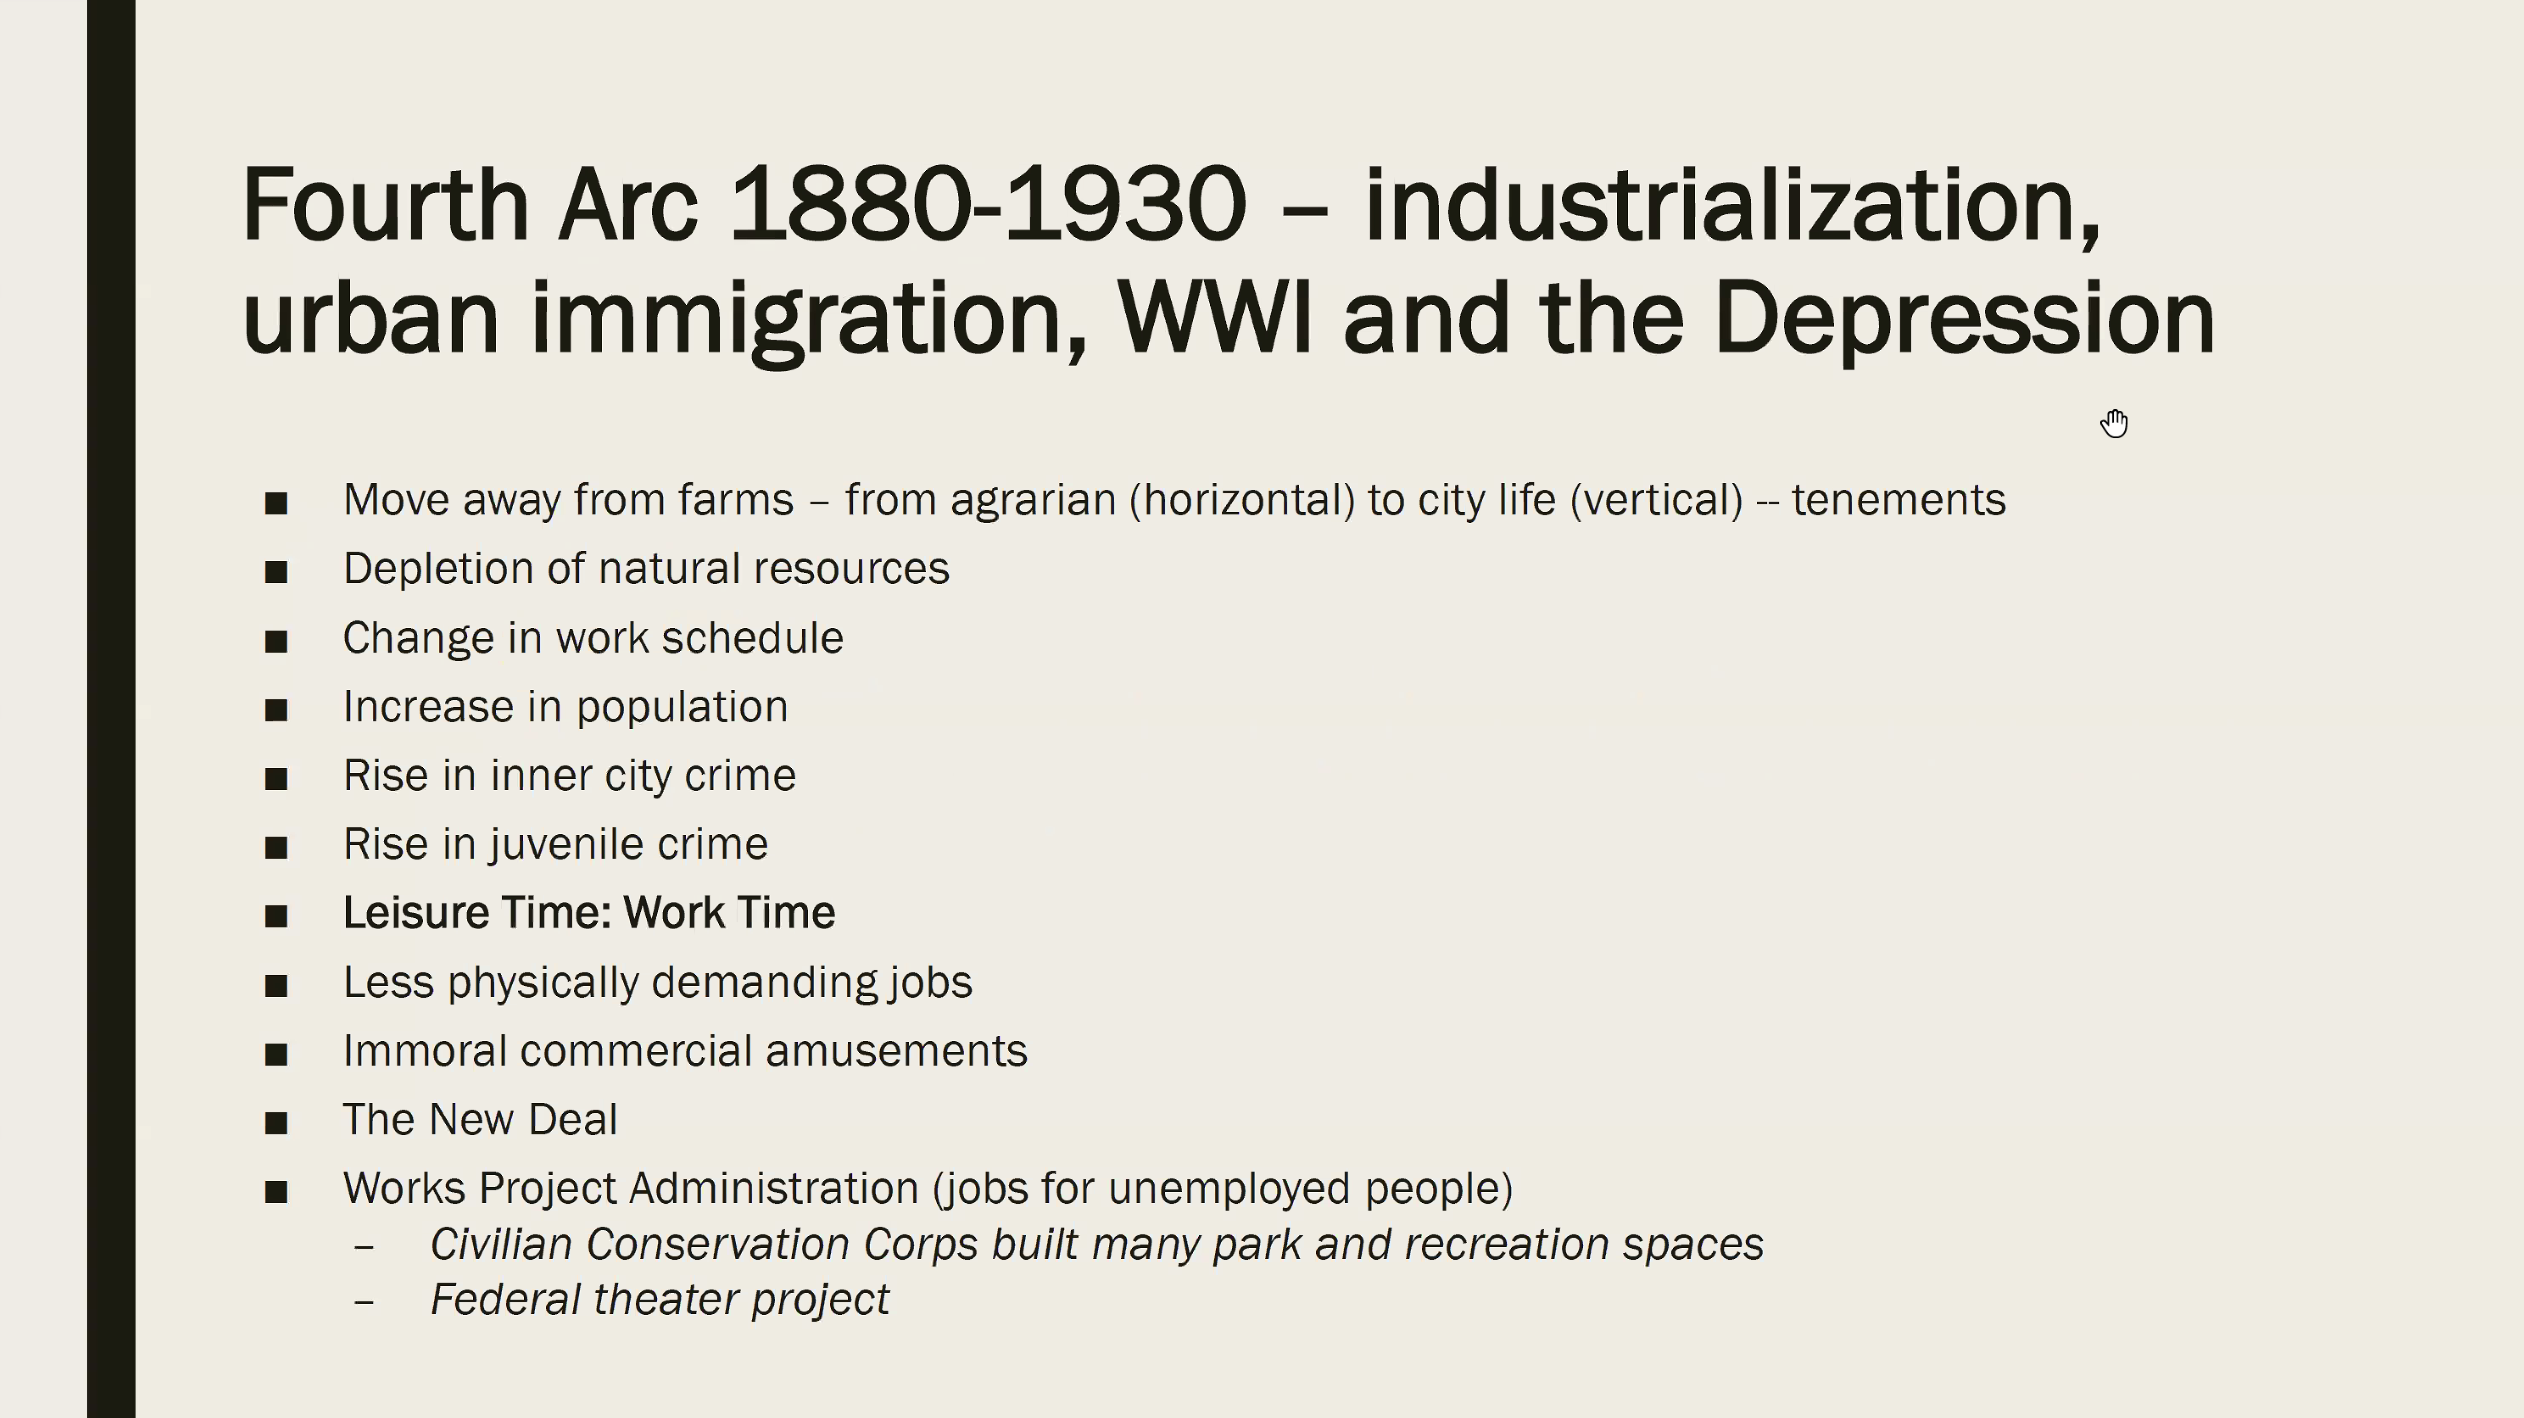 Fourth Arc 1880-1930 – industrialization,
urban immigration, WWI and the Depression
■ Move away from farms – from agrarian (horizontal) to city life (vertical) -- tenements
■ Depletion of natural resources
■ Change in work schedule
■ Increase in population
■ Rise in inner city crime
■ Rise in juvenile crime
■ Leisure Time: Work Time
■ Less physically demanding jobs
■ Immoral commercial amusements
■ The New Deal
■ Works Project Administration (jobs for unemployed people)
– Civilian Conservation Corps built many park and recreation spaces
– Federal theater project